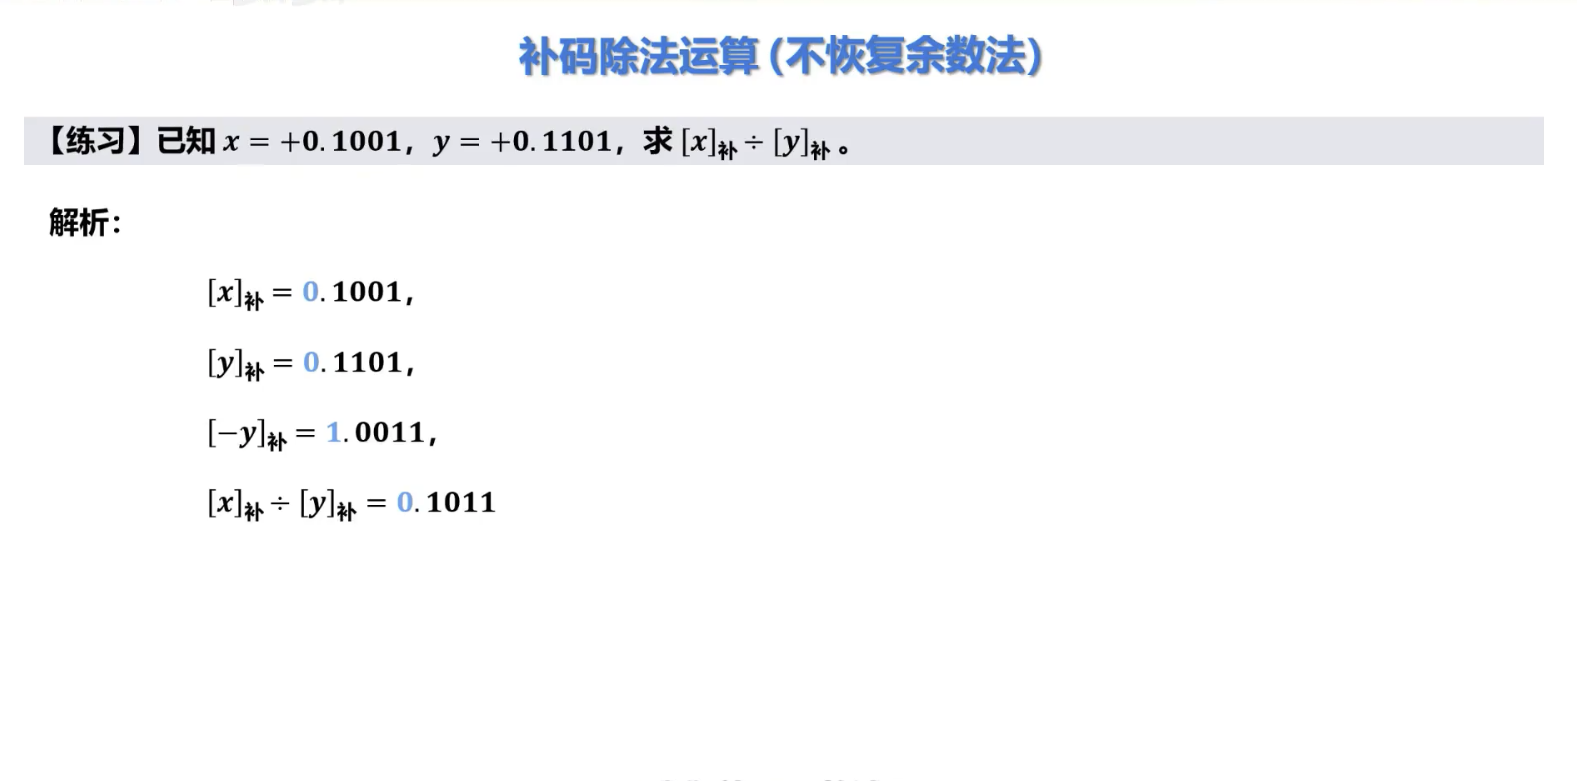 补码除法运算(不恢复余数法)
【练习】已知 x = +0.1001，y = +0.1101，求 [x]补 ÷ [y]补 。
解析：
[x]补 = 0.1001，
[y]补 = 0.1101，
[−y]补 = 1.0011，
[x]补 ÷ [y]补 = 0.1011